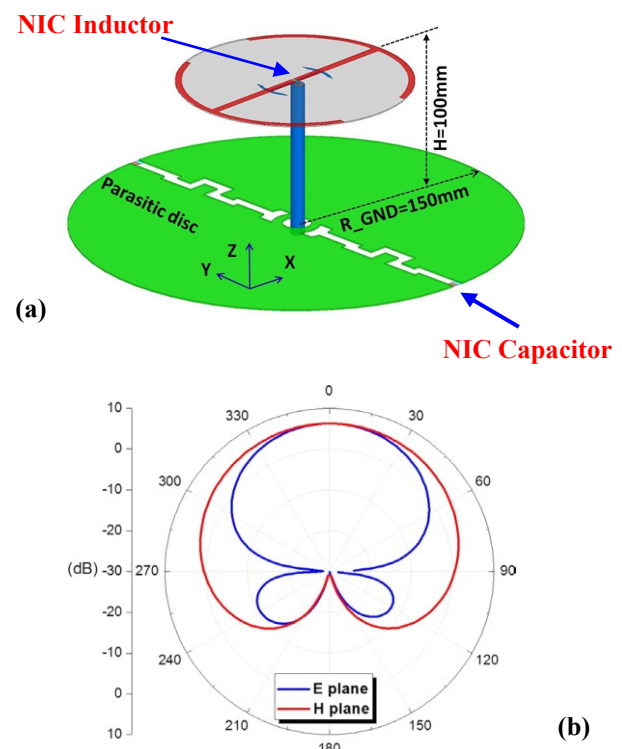 NIC Inductor
H=100mm
R_GND=150mm
Parasitic disc
Z
Y
X
(a)
NIC Capacitor
0
10
330
30
0
300
60
-10
-20
(dB)
-30
270
90
-20
-10
240
120
0
E plane
H plane
210
150
10
180
(b)